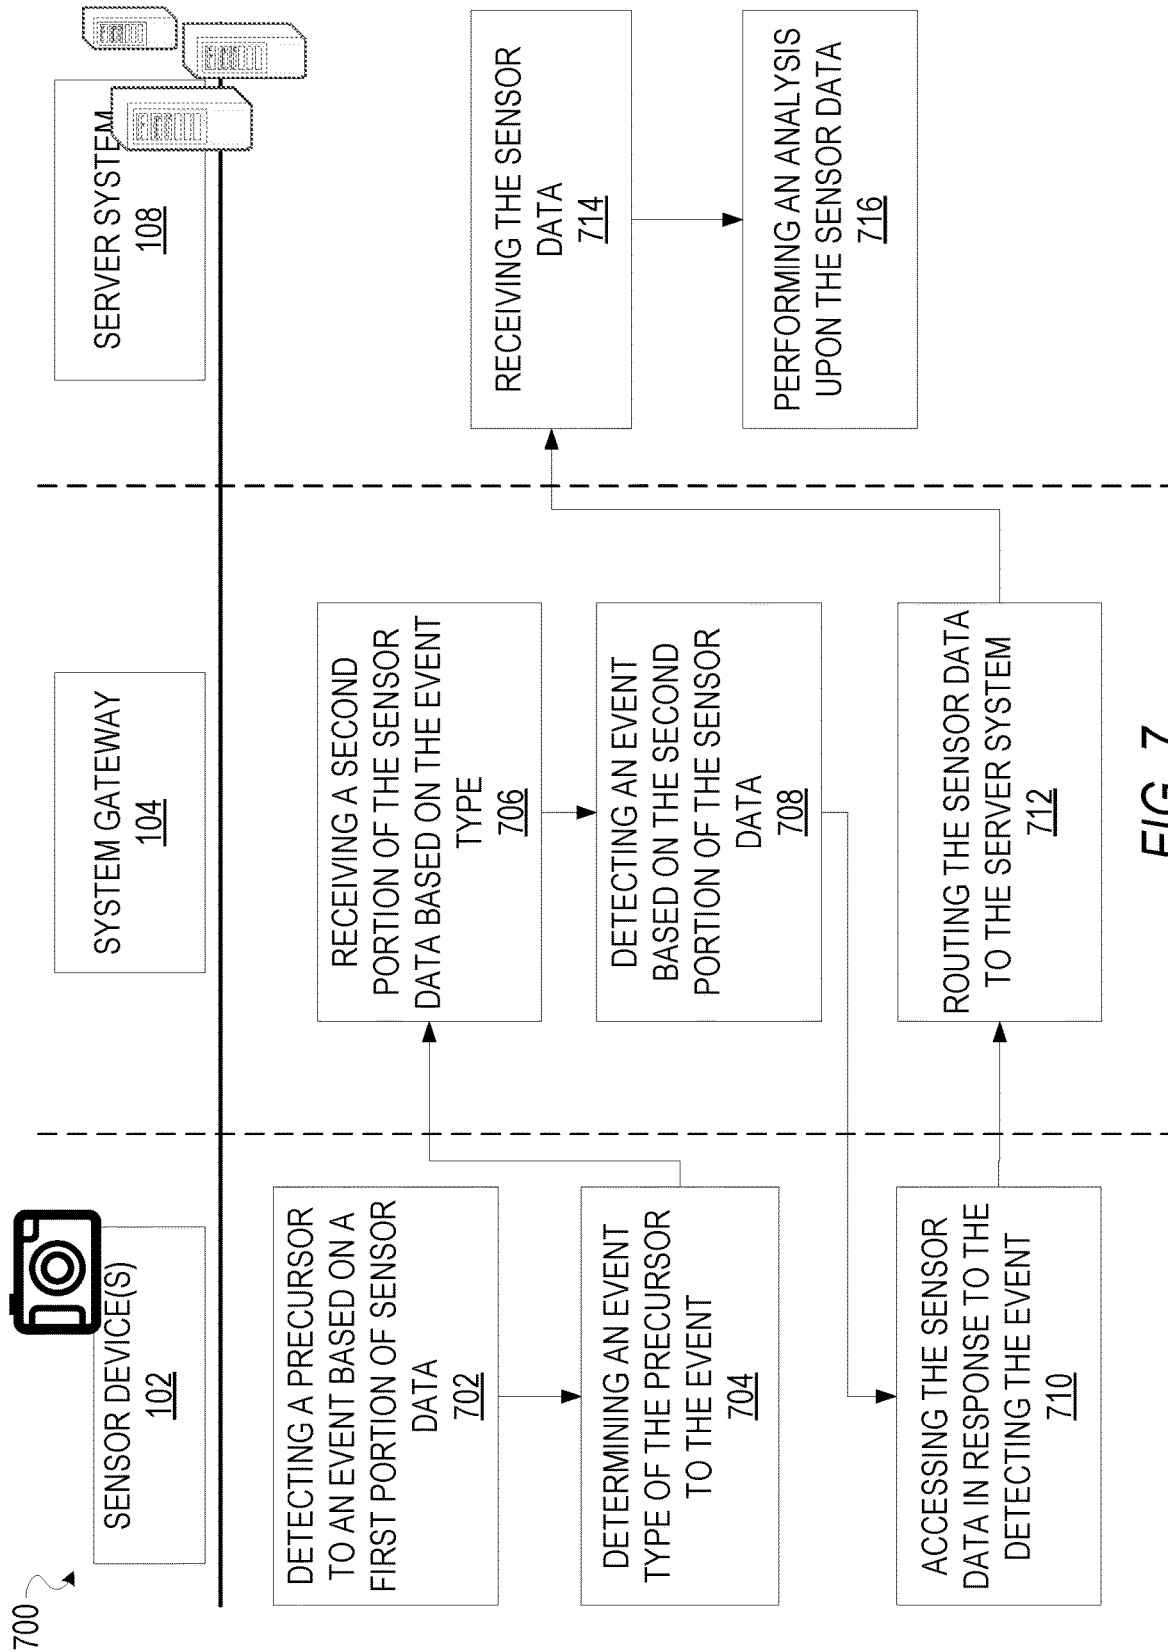 700
SENSOR DEVICE(S)
102
SYSTEM GATEWAY
104
SERVER SYSTEM
108
DETECTING A PRECURSOR
TO AN EVENT BASED ON A
FIRST PORTION OF SENSOR
DATA
702
DETERMINING AN EVENT
TYPE OF THE PRECURSOR
TO THE EVENT
704
RECEIVING A SECOND
PORTION OF THE SENSOR
DATA BASED ON THE EVENT
TYPE
706
DETECTING AN EVENT
BASED ON THE SECOND
PORTION OF THE SENSOR
DATA
708
ACCESSING THE SENSOR
DATA IN RESPONSE TO THE
DETECTING THE EVENT
710
ROUTING THE SENSOR DATA
TO THE SERVER SYSTEM
712
RECEIVING THE SENSOR
DATA
714
PERFORMING AN ANALYSIS
UPON THE SENSOR DATA
716
FIG. 7